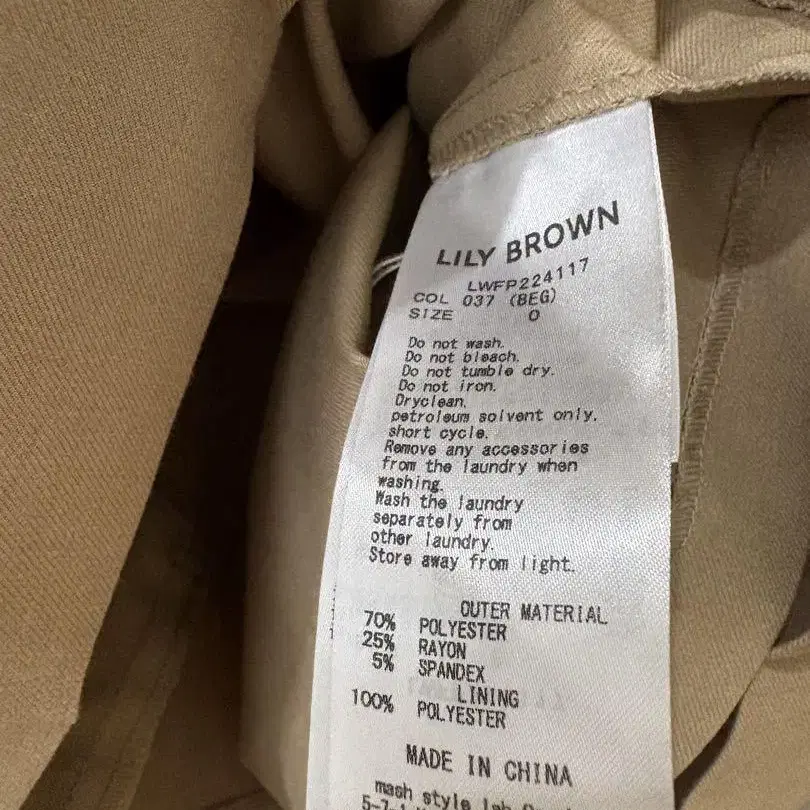 LILY BROWN
LWFP224117
COL 037 (BEG)
SIZE 0
Do not wash.
Do not bleach.
Do not tumble dry.
Do not iron.
Dryclean,
petroleum solvent only.
short cycle.
Remove any accessories
from the laundry when
washing.
Wash the laundry
separately from
other laundry.
Store away from light.
OUTER MATERIAL
70% POLYESTER
25% RAYON
5% SPANDEX
LINING
100% POLYESTER
MADE IN CHINA
mash style lab